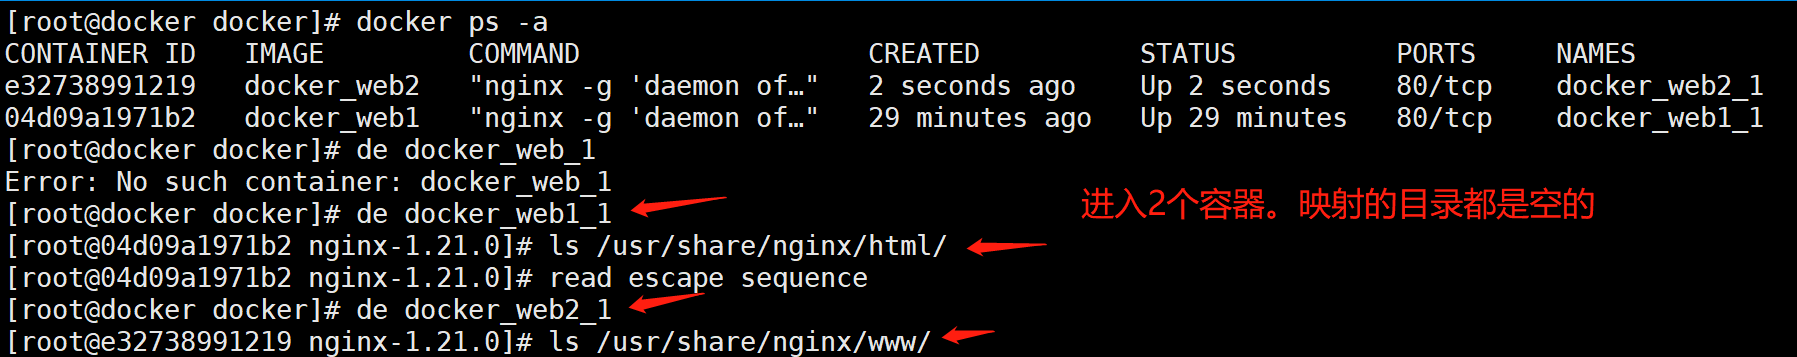 [root@docker docker]# docker ps -a
CONTAINER ID   IMAGE         COMMAND                  CREATED          STATUS          PORTS     NAMES
e32738991219   docker_web2   "nginx -g 'daemon of…"   2 seconds ago    Up 2 seconds    80/tcp    docker_web2_1
04d09a1971b2   docker_web1   "nginx -g 'daemon of…"   29 minutes ago   Up 29 minutes   80/tcp    docker_web1_1
[root@docker docker]# de docker_web_1
Error: No such container: docker_web_1
[root@docker docker]# de docker_web1_1
进入2个容器。映射的目录都是空的
[root@04d09a1971b2 nginx-1.21.0]# ls /usr/share/nginx/html/
[root@04d09a1971b2 nginx-1.21.0]# read escape sequence
[root@docker docker]# de docker_web2_1
[root@e32738991219 nginx-1.21.0]# ls /usr/share/nginx/www/